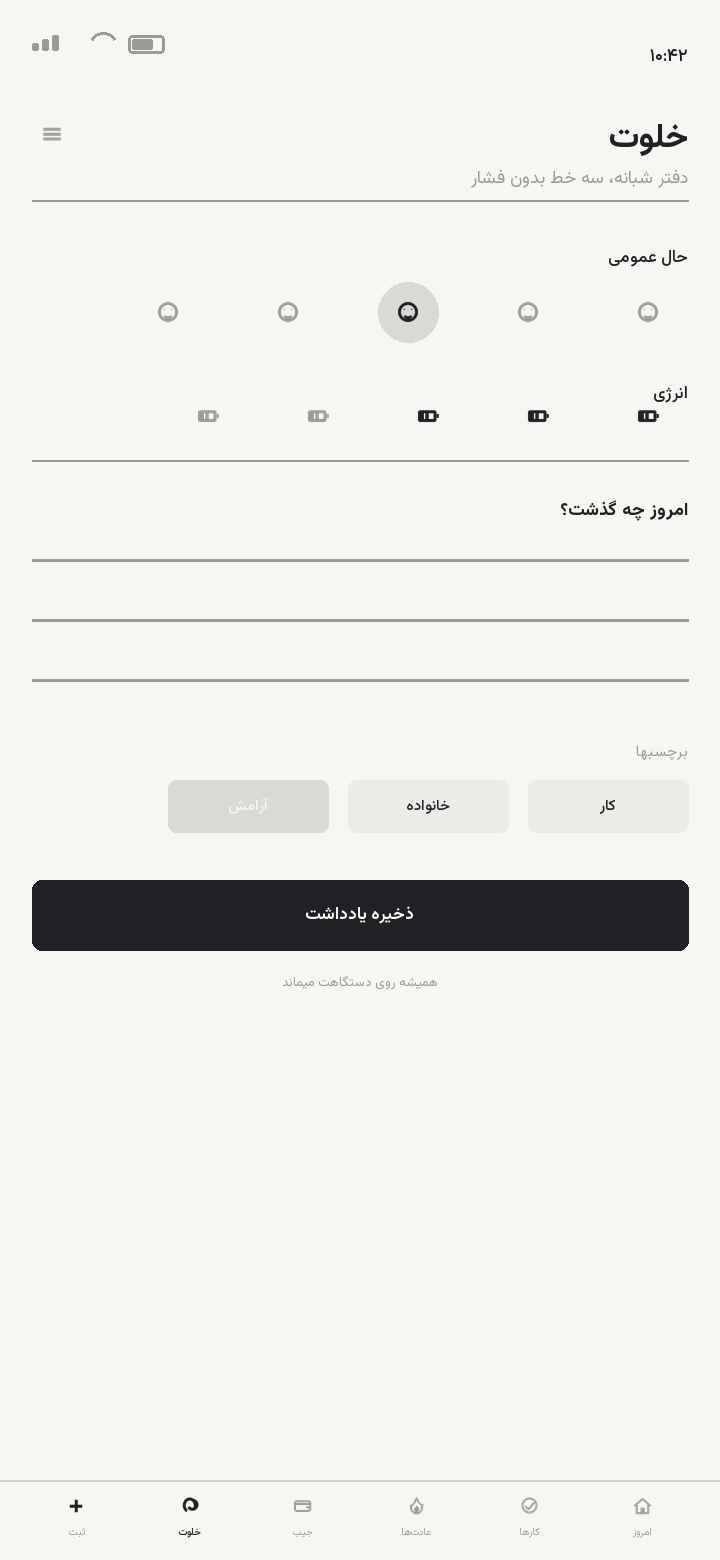 ۱۰:۴۲
خلوت
دفتر شبانه، سه خط بدون فشار
حال عمومی
انرژی
امروز چه گذشت؟
برچسبها
کار
خانواده
آرامش
ذخیره یادداشت
همیشه روی دستگاهت میماند
امروز
کارها
عادت‌ها
جیب
خلوت
ثبت